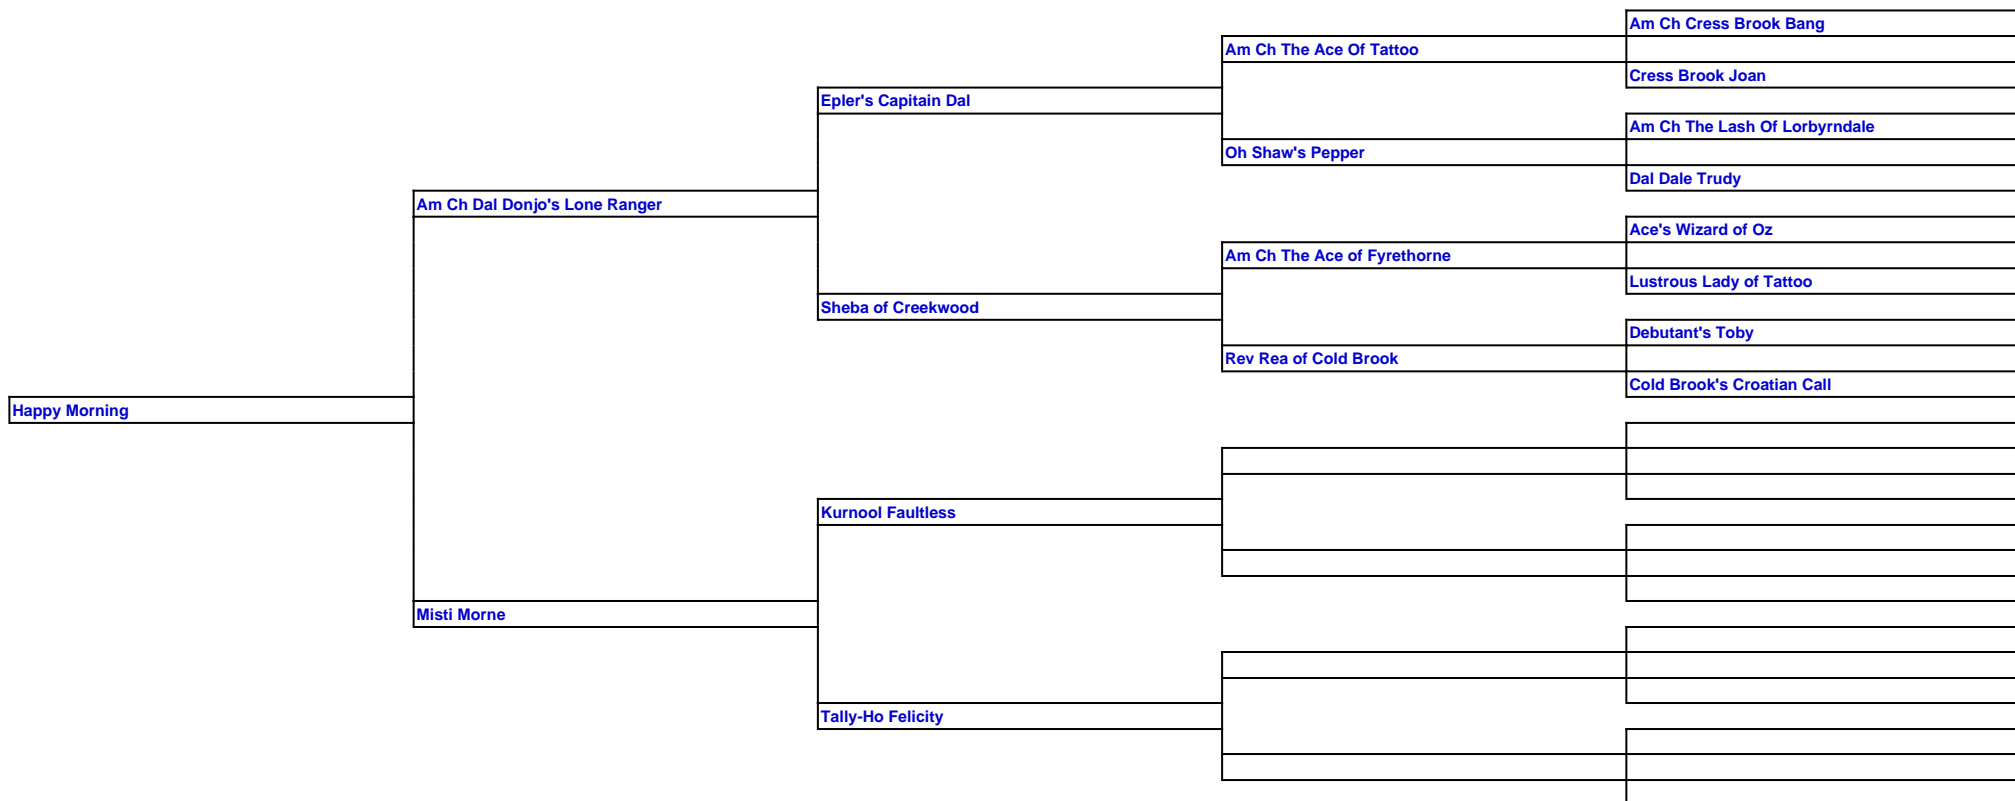 Am Ch Cress Brook Bang
Am Ch The Ace Of Tattoo
Cress Brook Joan
Epler's Capitain Dal
Am Ch The Lash Of Lorbyrndale
Oh Shaw's Pepper
Dal Dale Trudy
Am Ch Dal Donjo's Lone Ranger
Ace's Wizard of Oz
Am Ch The Ace of Fyrethorne
Lustrous Lady of Tattoo
Sheba of Creekwood
Debutant's Toby
Rev Rea of Cold Brook
Cold Brook's Croatian Call
Happy Morning
Kurnool Faultless
Misti Morne
Tally-Ho Felicity